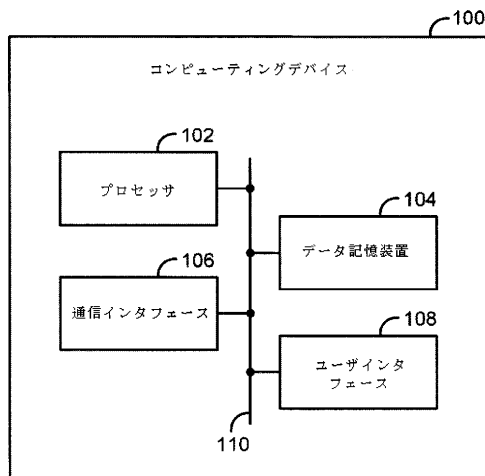 100
コンピューティングデバイス
102
プロセッサ
104
データ記憶装置
106
通信インタフェース
108
ユーザインタ
フェース
110